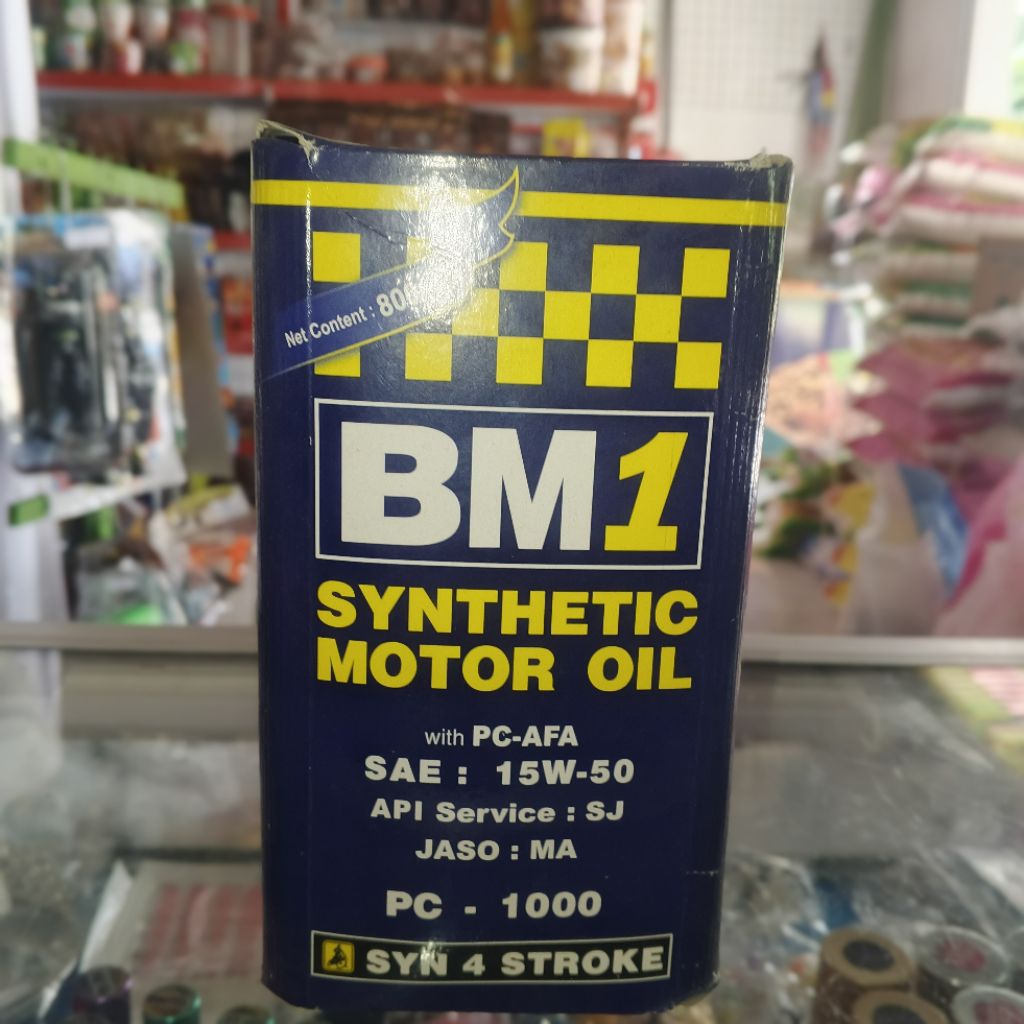 Net Content :
BM1
SYNTHETIC
MOTOR OIL
with PC-AFA
SAE : 15W-50
API Service : SJ
JASO : MA
PC - 1000
SYN 4 STROKE